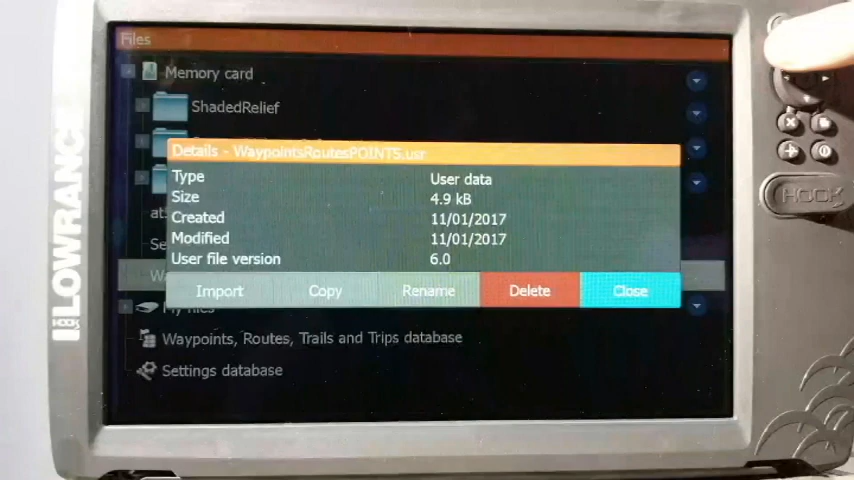 Files
Memory card
ShadedRelief
Details - WaypointsRoutesPOINTS.usr
Type User data
Size 4.9 kB
Created 11/01/2017
Modified 11/01/2017
User file version 6.0
Import Copy Rename Delete Close
My files
Waypoints, Routes, Trails and Trips database
Settings database
LOWRANCE
HOOK
HOOK